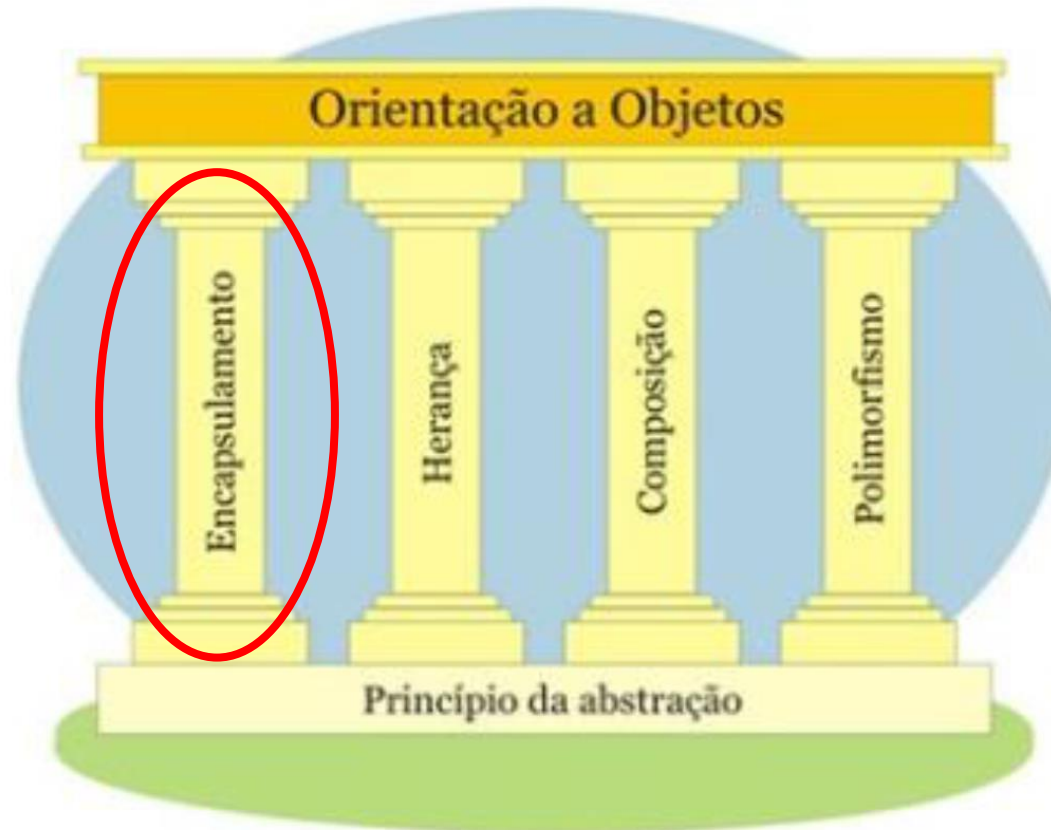 Orientação a Objetos
Encapsulamento
Herança
Composição
Polimorfismo
Princípio da abstração